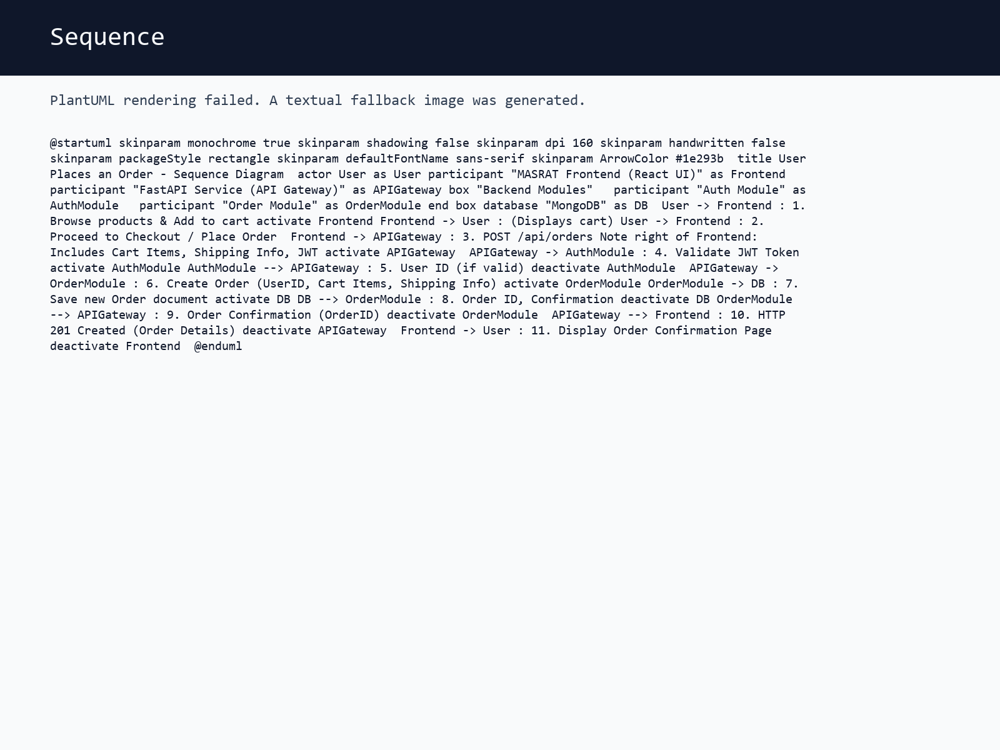 Sequence
PlantUML rendering failed. A textual fallback image was generated.
@startuml skinparam monochrome true skinparam shadowing false skinparam dpi 160 skinparam handwritten false
skinparam packageStyle rectangle skinparam defaultFontName sans-serif skinparam ArrowColor #1e293b  title User
Places an Order - Sequence Diagram  actor User as User participant "MASRAT Frontend (React UI)" as Frontend
participant "FastAPI Service (API Gateway)" as APIGateway box "Backend Modules"   participant "Auth Module" as
AuthModule   participant "Order Module" as OrderModule end box database "MongoDB" as DB  User -> Frontend : 1.
Browse products & Add to cart activate Frontend Frontend -> User : (Displays cart) User -> Frontend : 2.
Proceed to Checkout / Place Order  Frontend -> APIGateway : 3. POST /api/orders Note right of Frontend:
Includes Cart Items, Shipping Info, JWT activate APIGateway  APIGateway -> AuthModule : 4. Validate JWT Token
activate AuthModule AuthModule --> APIGateway : 5. User ID (if valid) deactivate AuthModule  APIGateway ->
OrderModule : 6. Create Order (UserID, Cart Items, Shipping Info) activate OrderModule OrderModule -> DB : 7.
Save new Order document activate DB DB --> OrderModule : 8. Order ID, Confirmation deactivate DB OrderModule
--> APIGateway : 9. Order Confirmation (OrderID) deactivate OrderModule  APIGateway --> Frontend : 10. HTTP
201 Created (Order Details) deactivate APIGateway  Frontend -> User : 11. Display Order Confirmation Page
deactivate Frontend  @enduml